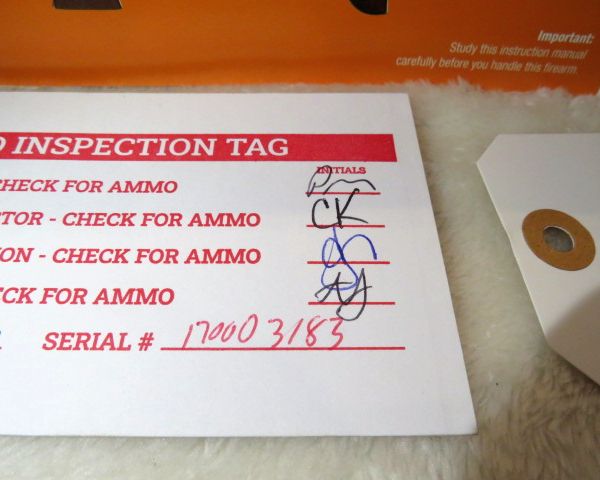 Important:
Study this instruction manual
carefully before you handle this firearm.
INSPECTION TAG
INITIALS
CHECK FOR AMMO
TOR - CHECK FOR AMMO CK
ON - CHECK FOR AMMO
CK FOR AMMO
SERIAL # 170003183